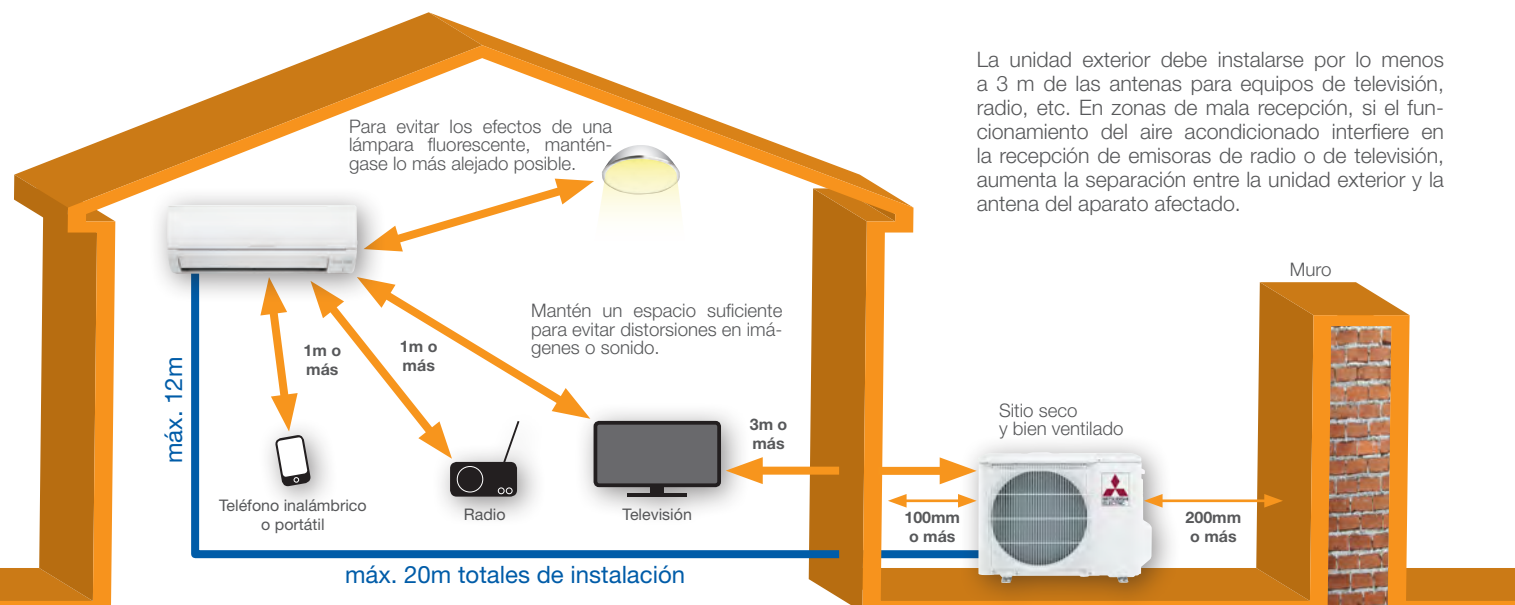 La unidad exterior debe instalarse por lo menos
a 3 m de las antenas para equipos de televisión,
radio, etc. En zonas de mala recepción, si el fun-
cionamiento del aire acondicionado interfiere en
la recepción de emisoras de radio o de televisión,
aumenta la separación entre la unidad exterior y la
antena del aparato afectado.
Para evitar los efectos de una
lámpara fluorescente, mantén-
gase lo más alejado posible.
Muro
Mantén un espacio suficiente
para evitar distorsiones en imá-
genes o sonido.
1m o
más
1m o
más
máx. 12m
3m o
más
Sitio seco
y bien ventilado
Teléfono inalámbrico
o portátil
Radio
Televisión
100mm
o más
MITSUBISHI
ELECTRIC
200mm
o más
máx. 20m totales de instalación